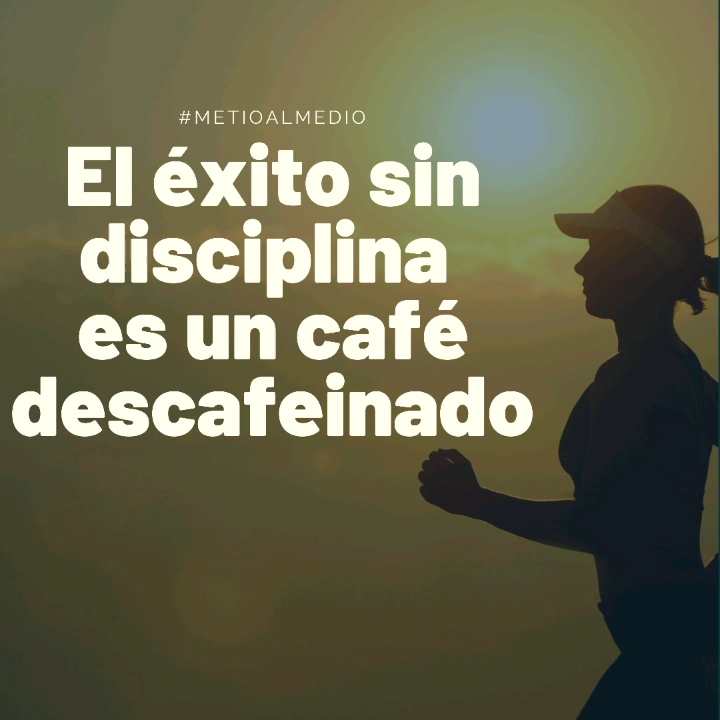 #METIOALMEDIO
El éxito sin
disciplina
es un café
descafeinado